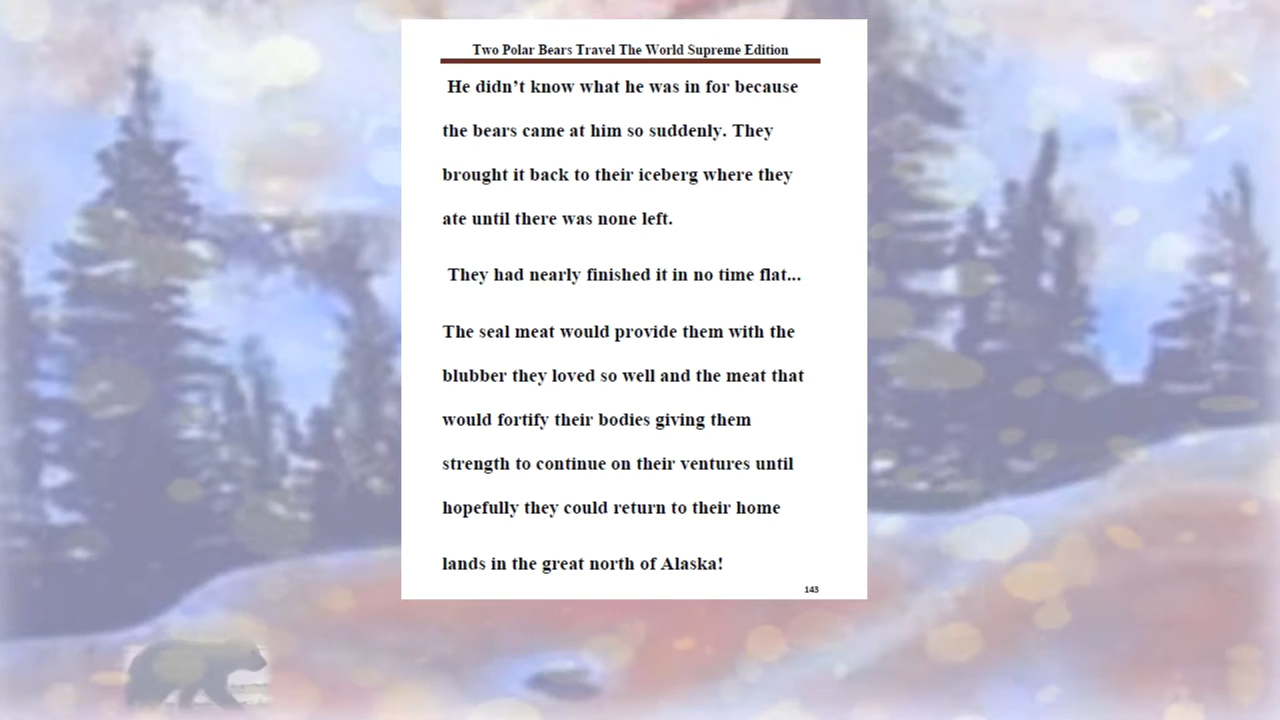 Two Polar Bears Travel The World Supreme Edition
He didn’t know what he was in for because
the bears came at him so suddenly. They
brought it back to their iceberg where they
ate until there was none left.
They had nearly finished it in no time flat...
The seal meat would provide them with the
blubber they loved so well and the meat that
would fortify their bodies giving them
strength to continue on their ventures until
hopefully they could return to their home
lands in the great north of Alaska!
143